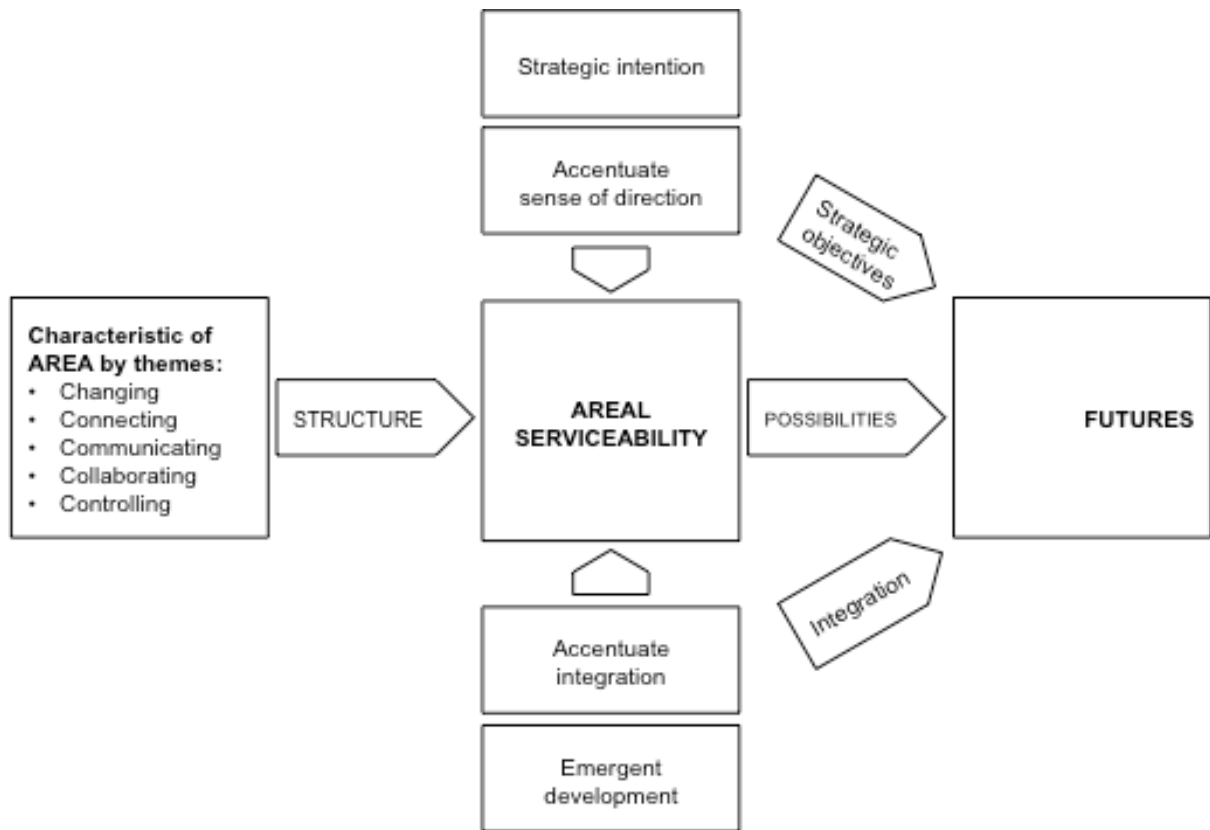 Strategic intention
Accentuate
sense of direction
Strategic
objectives
Characteristic of
AREA by themes:
• Changing
• Connecting
• Communicating
• Collaborating
• Controlling
STRUCTURE
AREAL
SERVICEABILITY
POSSIBILITIES
FUTURES
Integration
Accentuate
integration
Emergent
development